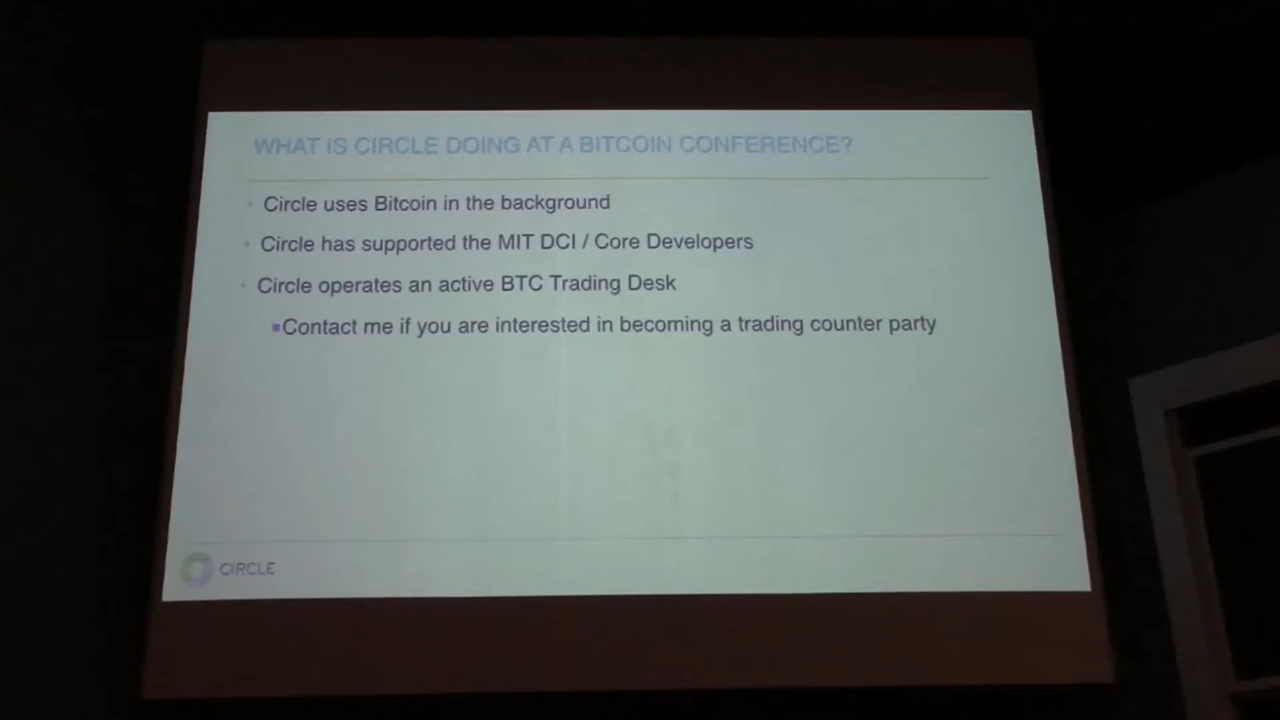 WHAT IS CIRCLE DOING AT A BITCOIN CONFERENCE?
Circle uses Bitcoin in the background
Circle has supported the MIT DCI / Core Developers
Circle operates an active BTC Trading Desk
Contact me if you are interested in becoming a trading counter party
CIRCLE